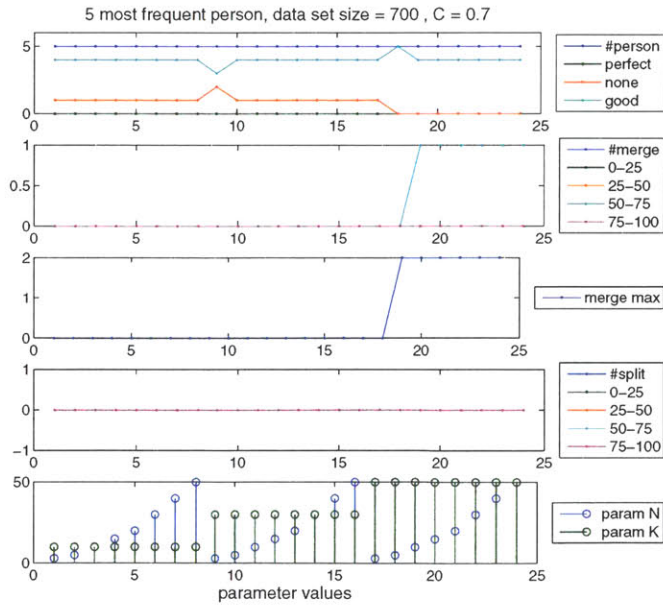 5 most frequent person, data set size = 700 , C = 0.7
5
0
0 5 10 15 20 25
#person
perfect
none
good
1
0.5
0
0 5 10 15 20 25
#merge
0-25
25-50
50-75
75-100
2
1
0
0 5 10 15 20 25
merge max
1
0
-1
0 5 10 15 20 25
#split
0-25
25-50
50-75
75-100
50
0
0 5 10 15 20 25
param N
param K
parameter values